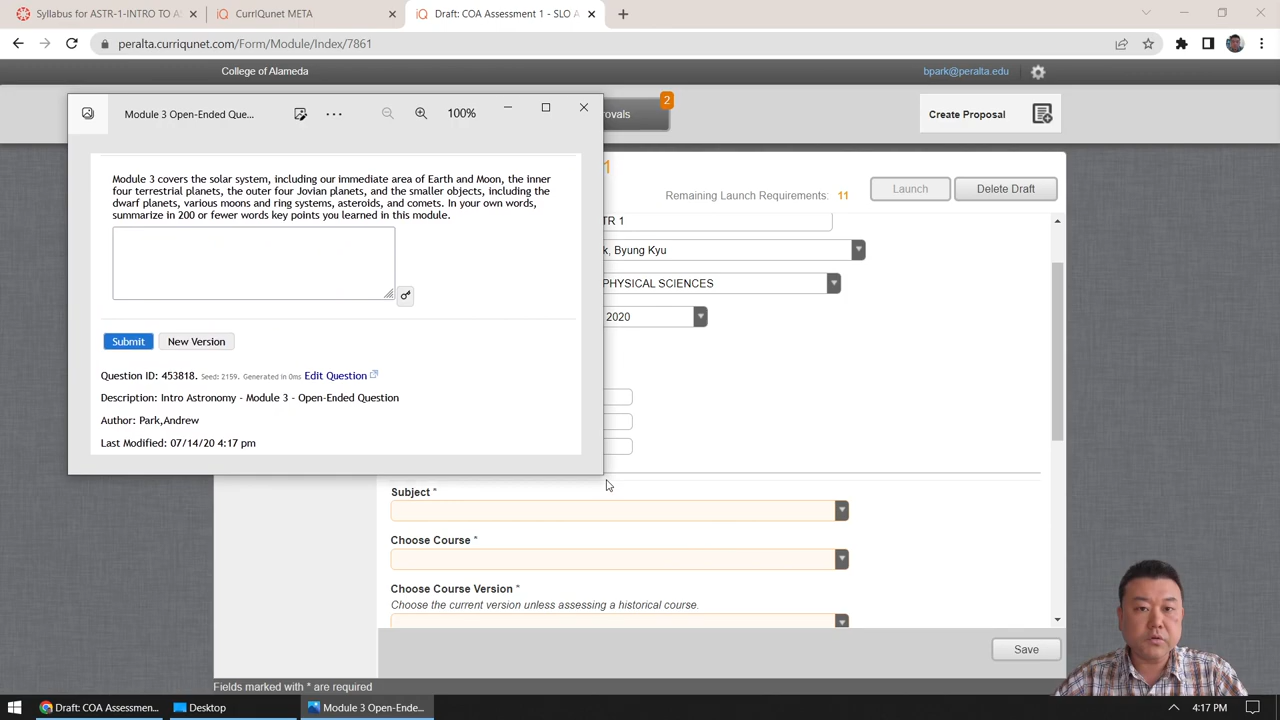 Syllabus for ASTR-1-INTRO TO AS
CurrIQunet META
Draft: COA Assessment 1 - SLO A
peralta.curriqunet.com/Form/Module/Index/7861
College of Alameda
bpark@peralta.edu
Module 3 Open-Ended Que...
100%
2
Create Proposal
1
Remaining Launch Requirements: 11
Launch
Delete Draft
Module 3 covers the solar system, including our immediate area of Earth and Moon, the inner
four terrestrial planets, the outer four Jovian planets, and the smaller objects, including the
dwarf planets, various moons and ring systems, asteroids, and comets. In your own words,
summarize in 200 or fewer words key points you learned in this module.
TR 1
k, Byung Kyu
PHYSICAL SCIENCES
2020
Submit
New Version
Question ID: 453818. Seed: 2159. Generated in 0ms Edit Question
Description: Intro Astronomy - Module 3 - Open-Ended Question
Author: Park,Andrew
Last Modified: 07/14/20 4:17 pm
Subject *
Choose Course *
Choose Course Version *
Choose the current version unless assessing a historical course.
Save
Fields marked with * are required
Draft: COA Assessmen...
Desktop
Module 3 Open-Ende...
4:17 PM